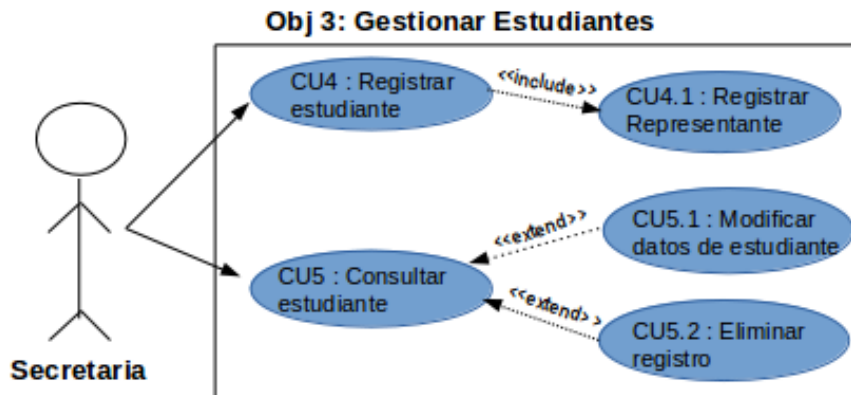 Obj 3: Gestionar Estudiantes
CU4 : Registrar
estudiante
<<include>>
CU4.1 : Registrar
Representante
CU5.1 : Modificar
datos de estudiante
<<extend>>
CU5 : Consultar
estudiante
<<extend>>
CU5.2 : Eliminar
registro
Secretaria